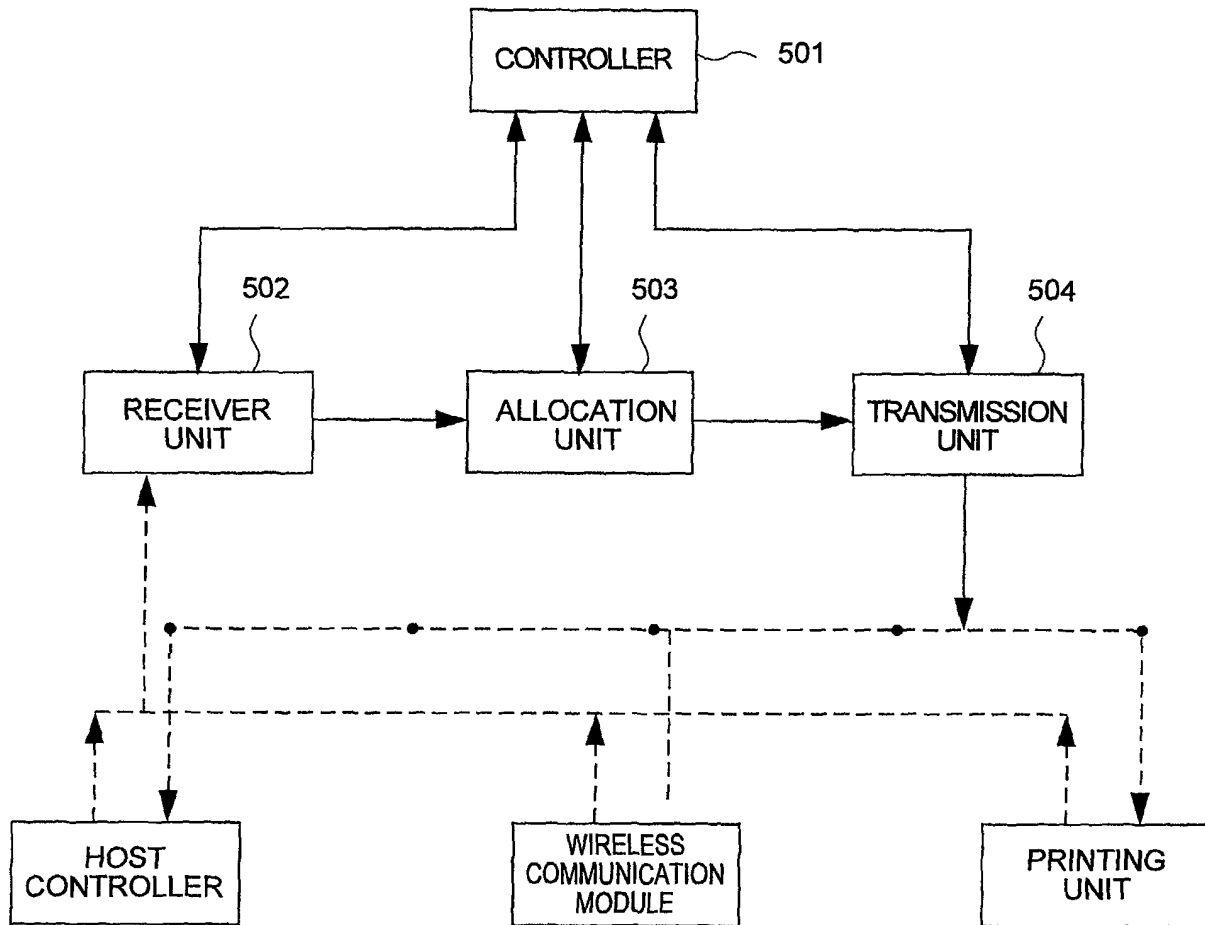 CONTROLLER
501
502
503
504
RECEIVER
UNIT
ALLOCATION
UNIT
TRANSMISSION
UNIT
HOST
CONTROLLER
WIRELESS
COMMUNICATION
MODULE
PRINTING
UNIT